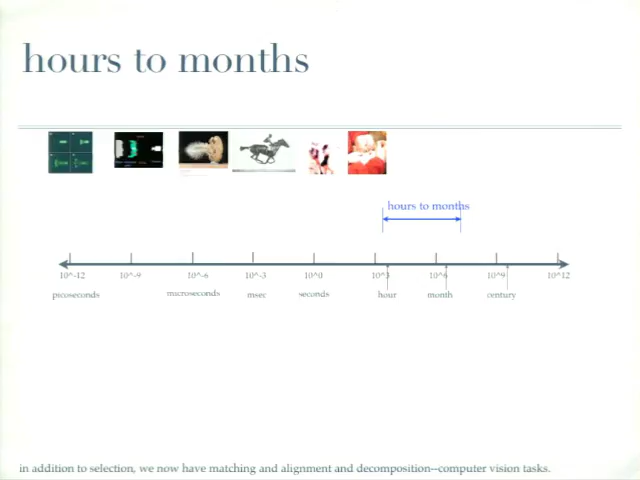 hours to months
hours to months
10^-12 10^-9 10^-6 10^-3 10^0 10^3 10^6 10^9 10^12
picoseconds microseconds msec seconds hour month century
in addition to selection, we now have matching and alignment and decomposition--computer vision tasks.